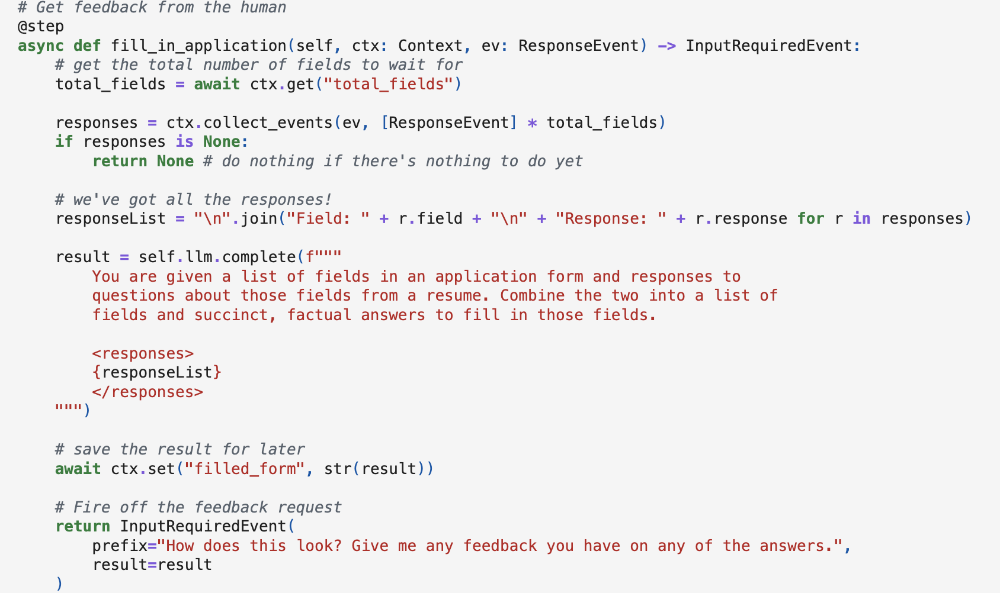 # Get feedback from the human
@step
async def fill_in_application(self, ctx: Context, ev: ResponseEvent) -> InputRequiredEvent:
    # get the total number of fields to wait for
    total_fields = await ctx.get("total_fields")

    responses = ctx.collect_events(ev, [ResponseEvent] * total_fields)
    if responses is None:
        return None # do nothing if there's nothing to do yet

    # we've got all the responses!
    responseList = "\n".join("Field: " + r.field + "\n" + "Response: " + r.response for r in responses)

    result = self.llm.complete(f"""
        You are given a list of fields in an application form and responses to
        questions about those fields from a resume. Combine the two into a list of
        fields and succinct, factual answers to fill in those fields.

        <responses>
        {responseList}
        </responses>
    """)

    # save the result for later
    await ctx.set("filled_form", str(result))

    # Fire off the feedback request
    return InputRequiredEvent(
        prefix="How does this look? Give me any feedback you have on any of the answers.",
        result=result
    )